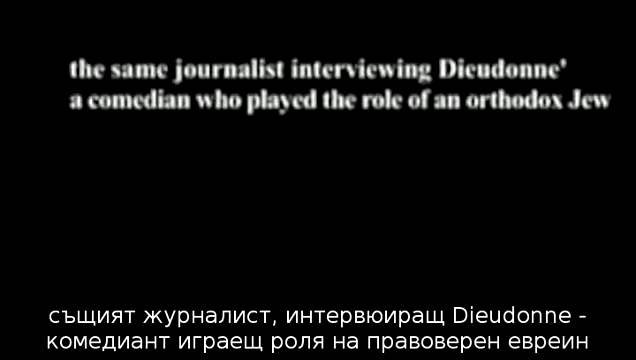 the same journalist interviewing Dieudonne'
a comedian who played the role of an orthodox Jew
същият журналист, интервюиращ Dieudonne -
комедиант играещ роля на правоверен евреин